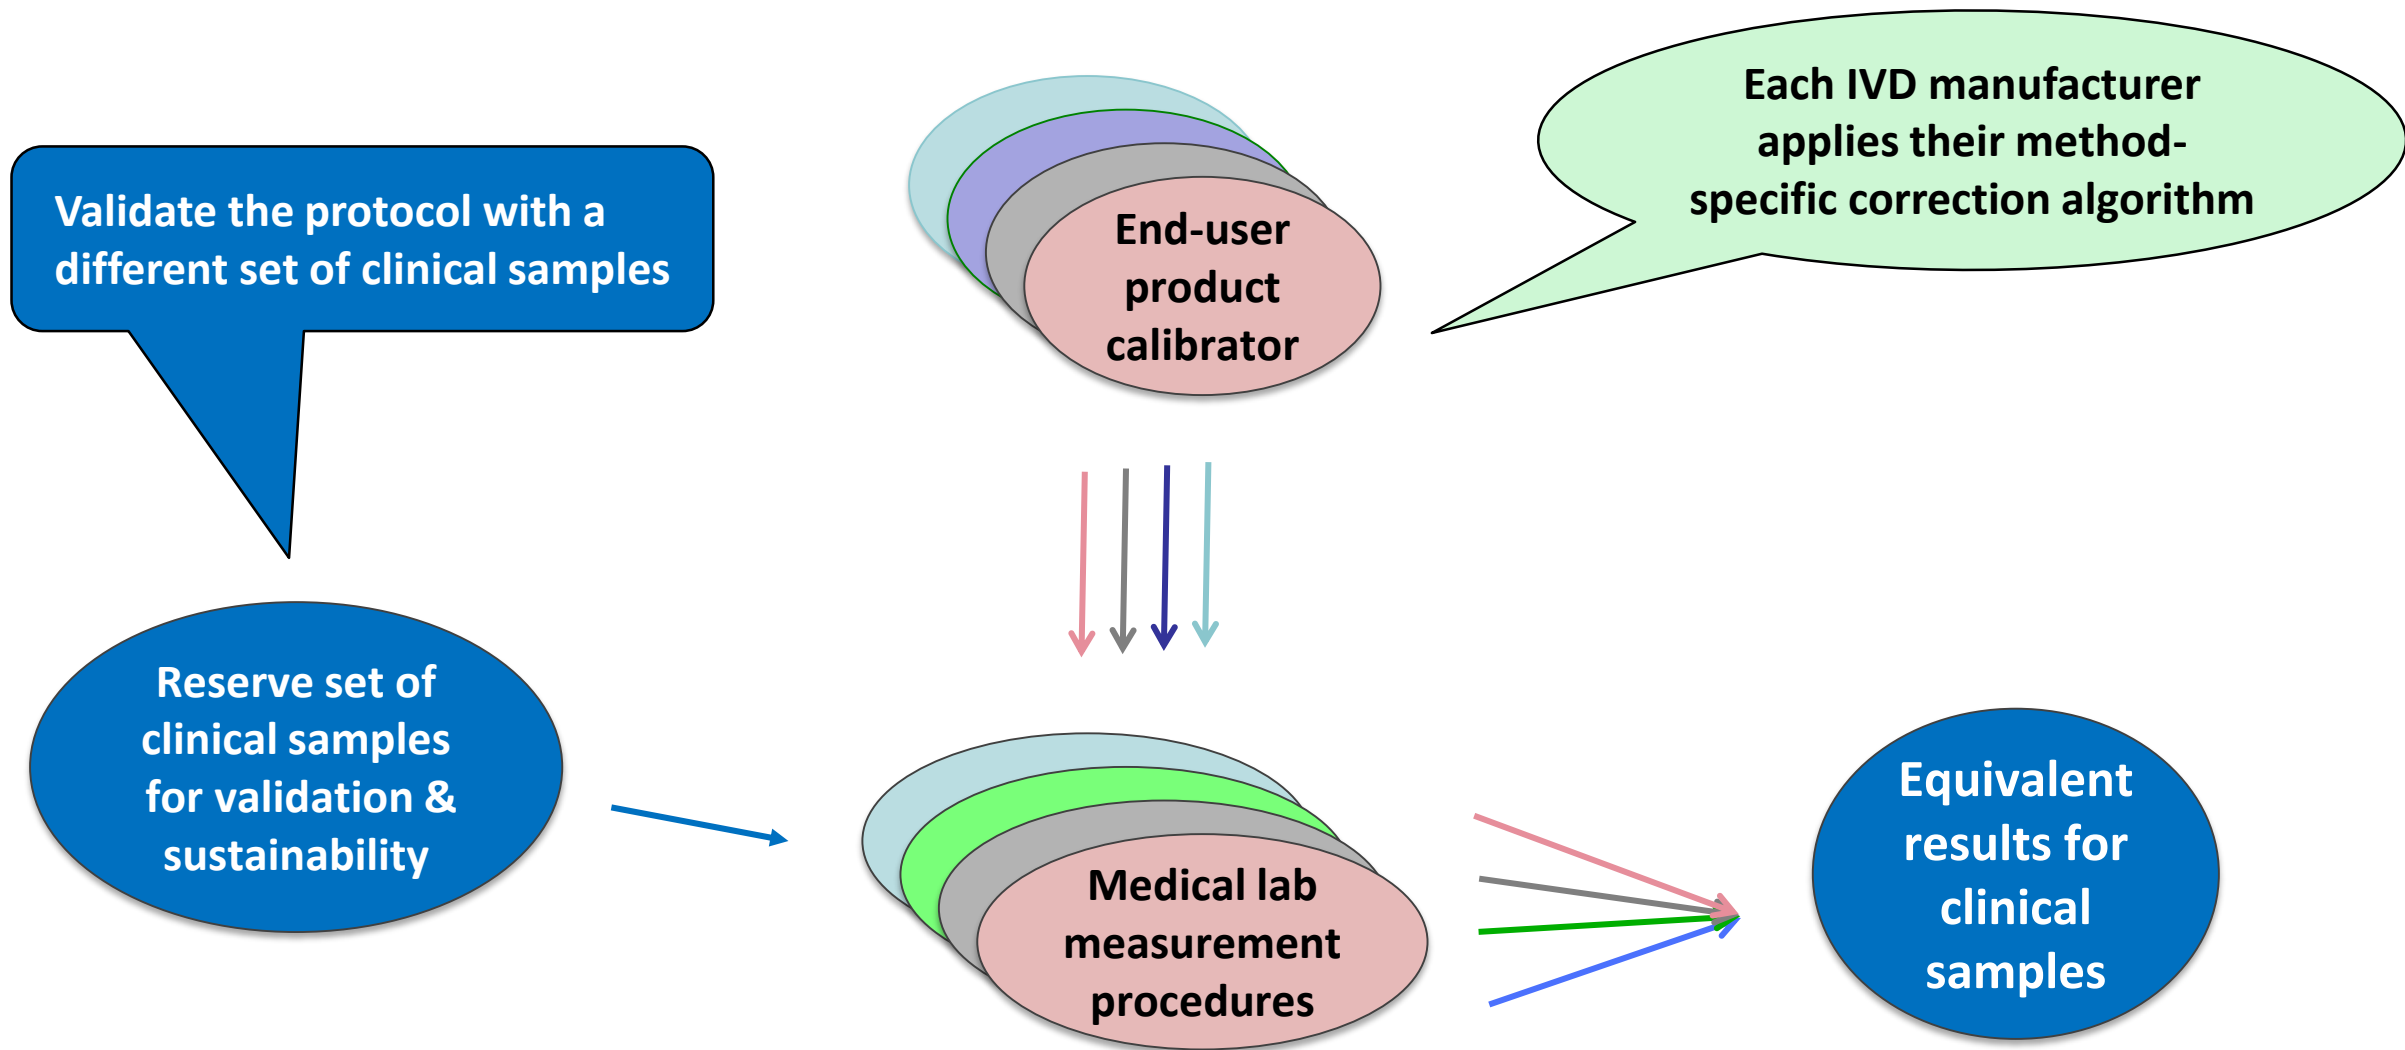 Validate the protocol with a
different set of clinical samples
End-user
product
calibrator
Each IVD manufacturer
applies their method-
specific correction algorithm
Reserve set of
clinical samples
for validation &
sustainability
Medical lab
measurement
procedures
Equivalent
results for
clinical
samples